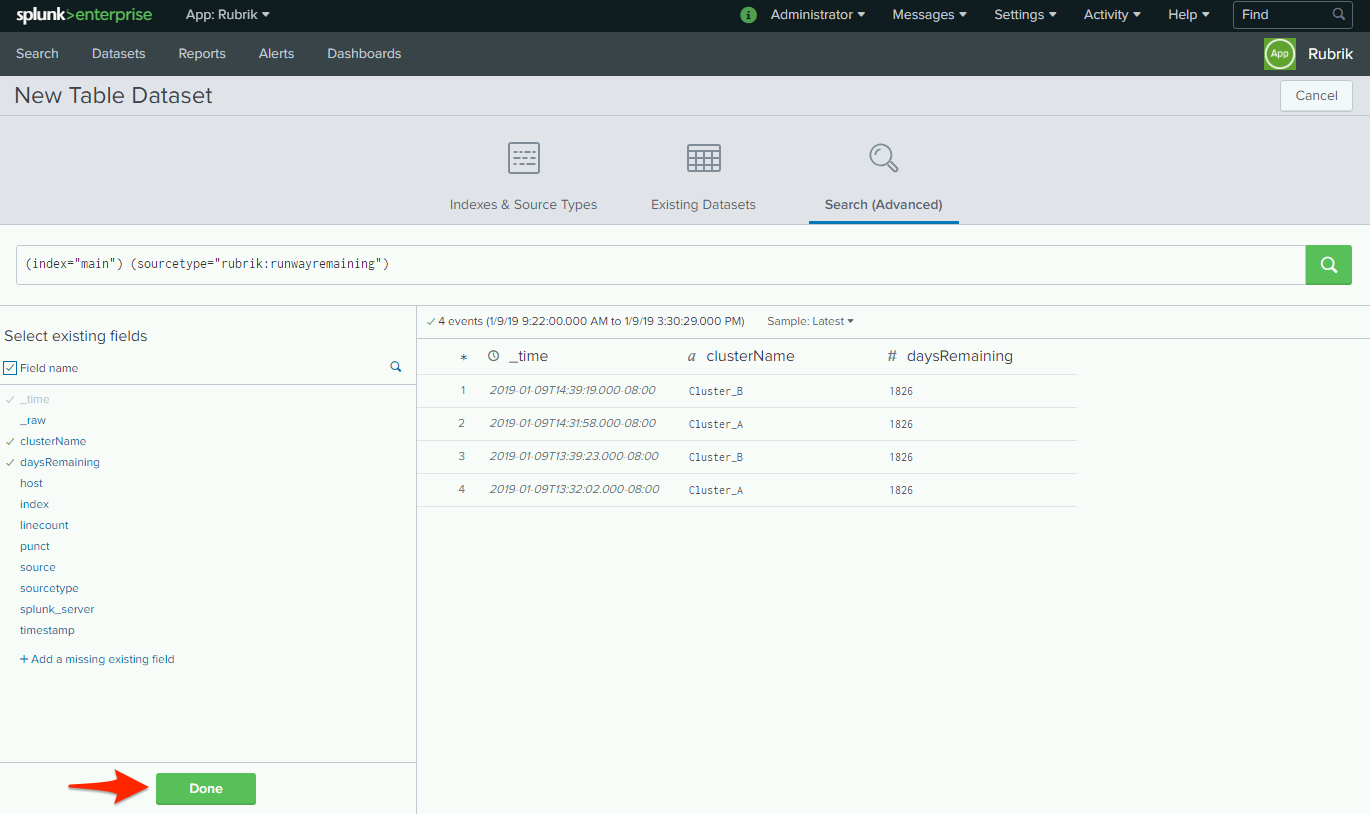 splunk>enterprise App: Rubrik i Administrator Messages Settings Activity Help Find
Search Datasets Reports Alerts Dashboards App Rubrik
New Table Dataset Cancel
Indexes & Source Types Existing Datasets Search (Advanced)
(index="main") (sourcetype="rubrik:runwayremaining")
Select existing fields
Field name
_time
_raw
clusterName
daysRemaining
host
index
linecount
punct
source
sourcetype
splunk_server
timestamp
+ Add a missing existing field
Done
4 events (1/9/19 9:22:00.000 AM to 1/9/19 3:30:29.000 PM) Sample: Latest
* _time a clusterName # daysRemaining
1 2019-01-09T14:39:19.000-08:00 Cluster_B 1826
2 2019-01-09T14:31:58.000-08:00 Cluster_A 1826
3 2019-01-09T13:39:23.000-08:00 Cluster_B 1826
4 2019-01-09T13:32:02.000-08:00 Cluster_A 1826